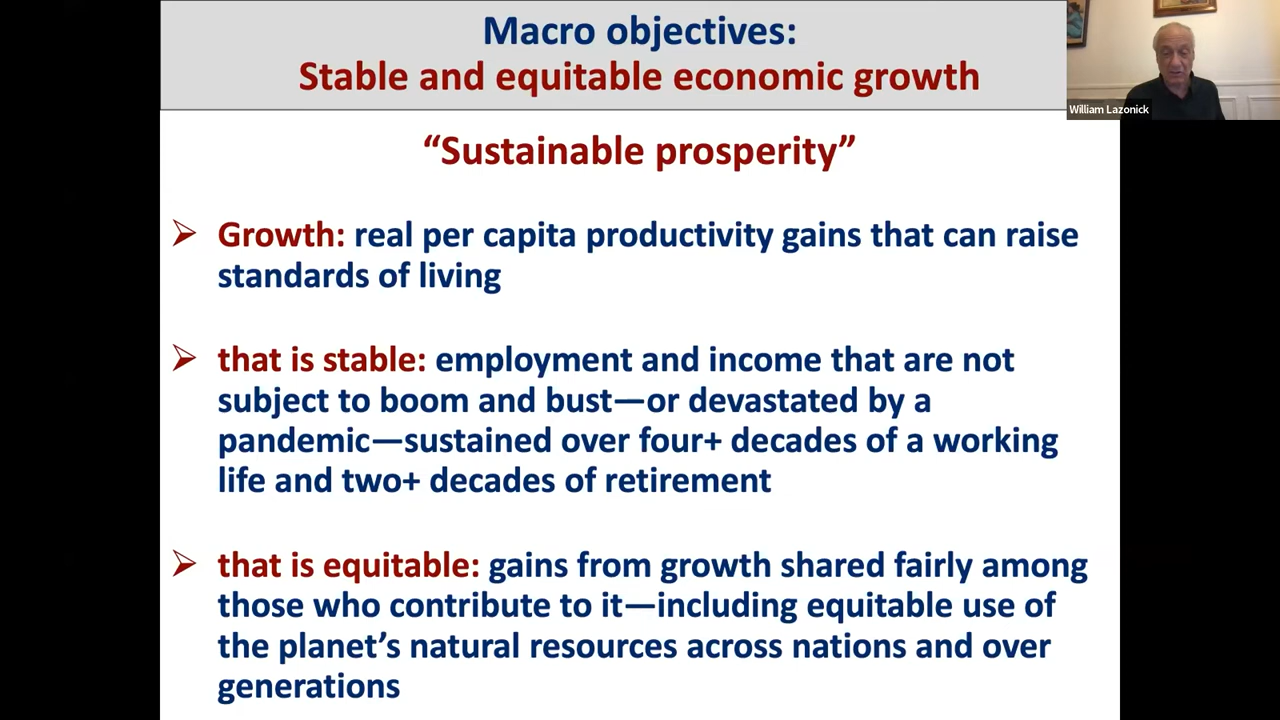 Macro objectives:
Stable and equitable economic growth
William Lazonick
“Sustainable prosperity”
➢ Growth: real per capita productivity gains that can raise
standards of living
➢ that is stable: employment and income that are not
subject to boom and bust—or devastated by a
pandemic—sustained over four+ decades of a working
life and two+ decades of retirement
➢ that is equitable: gains from growth shared fairly among
those who contribute to it—including equitable use of
the planet’s natural resources across nations and over
generations